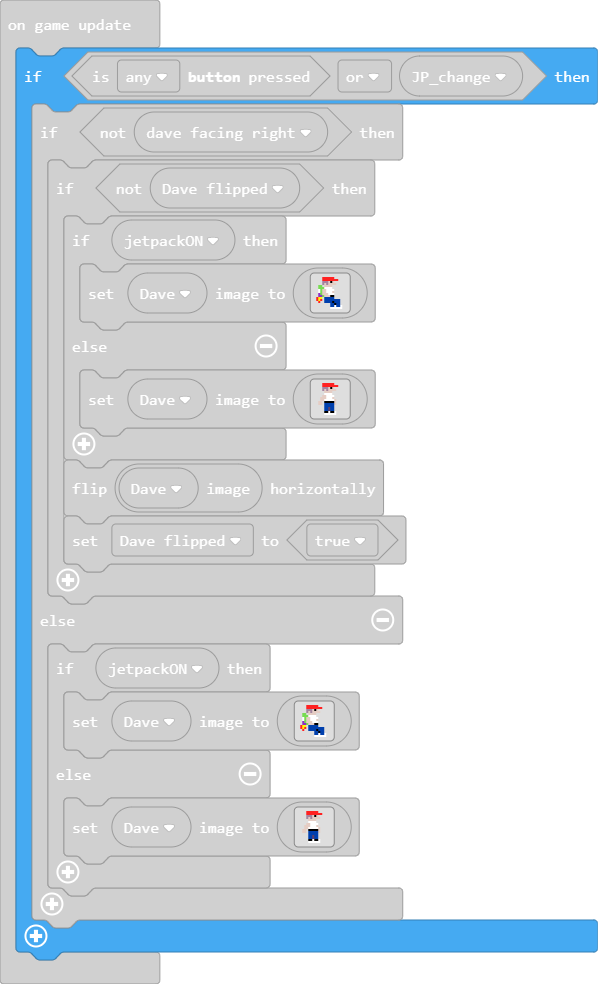 on game update
if is any button pressed or JP_change then
if not dave facing right then
if not Dave flipped then
if jetpackON then
set Dave image to
else
set Dave image to
flip Dave image horizontally
set Dave flipped to true
else
if jetpackON then
set Dave image to
else
set Dave image to